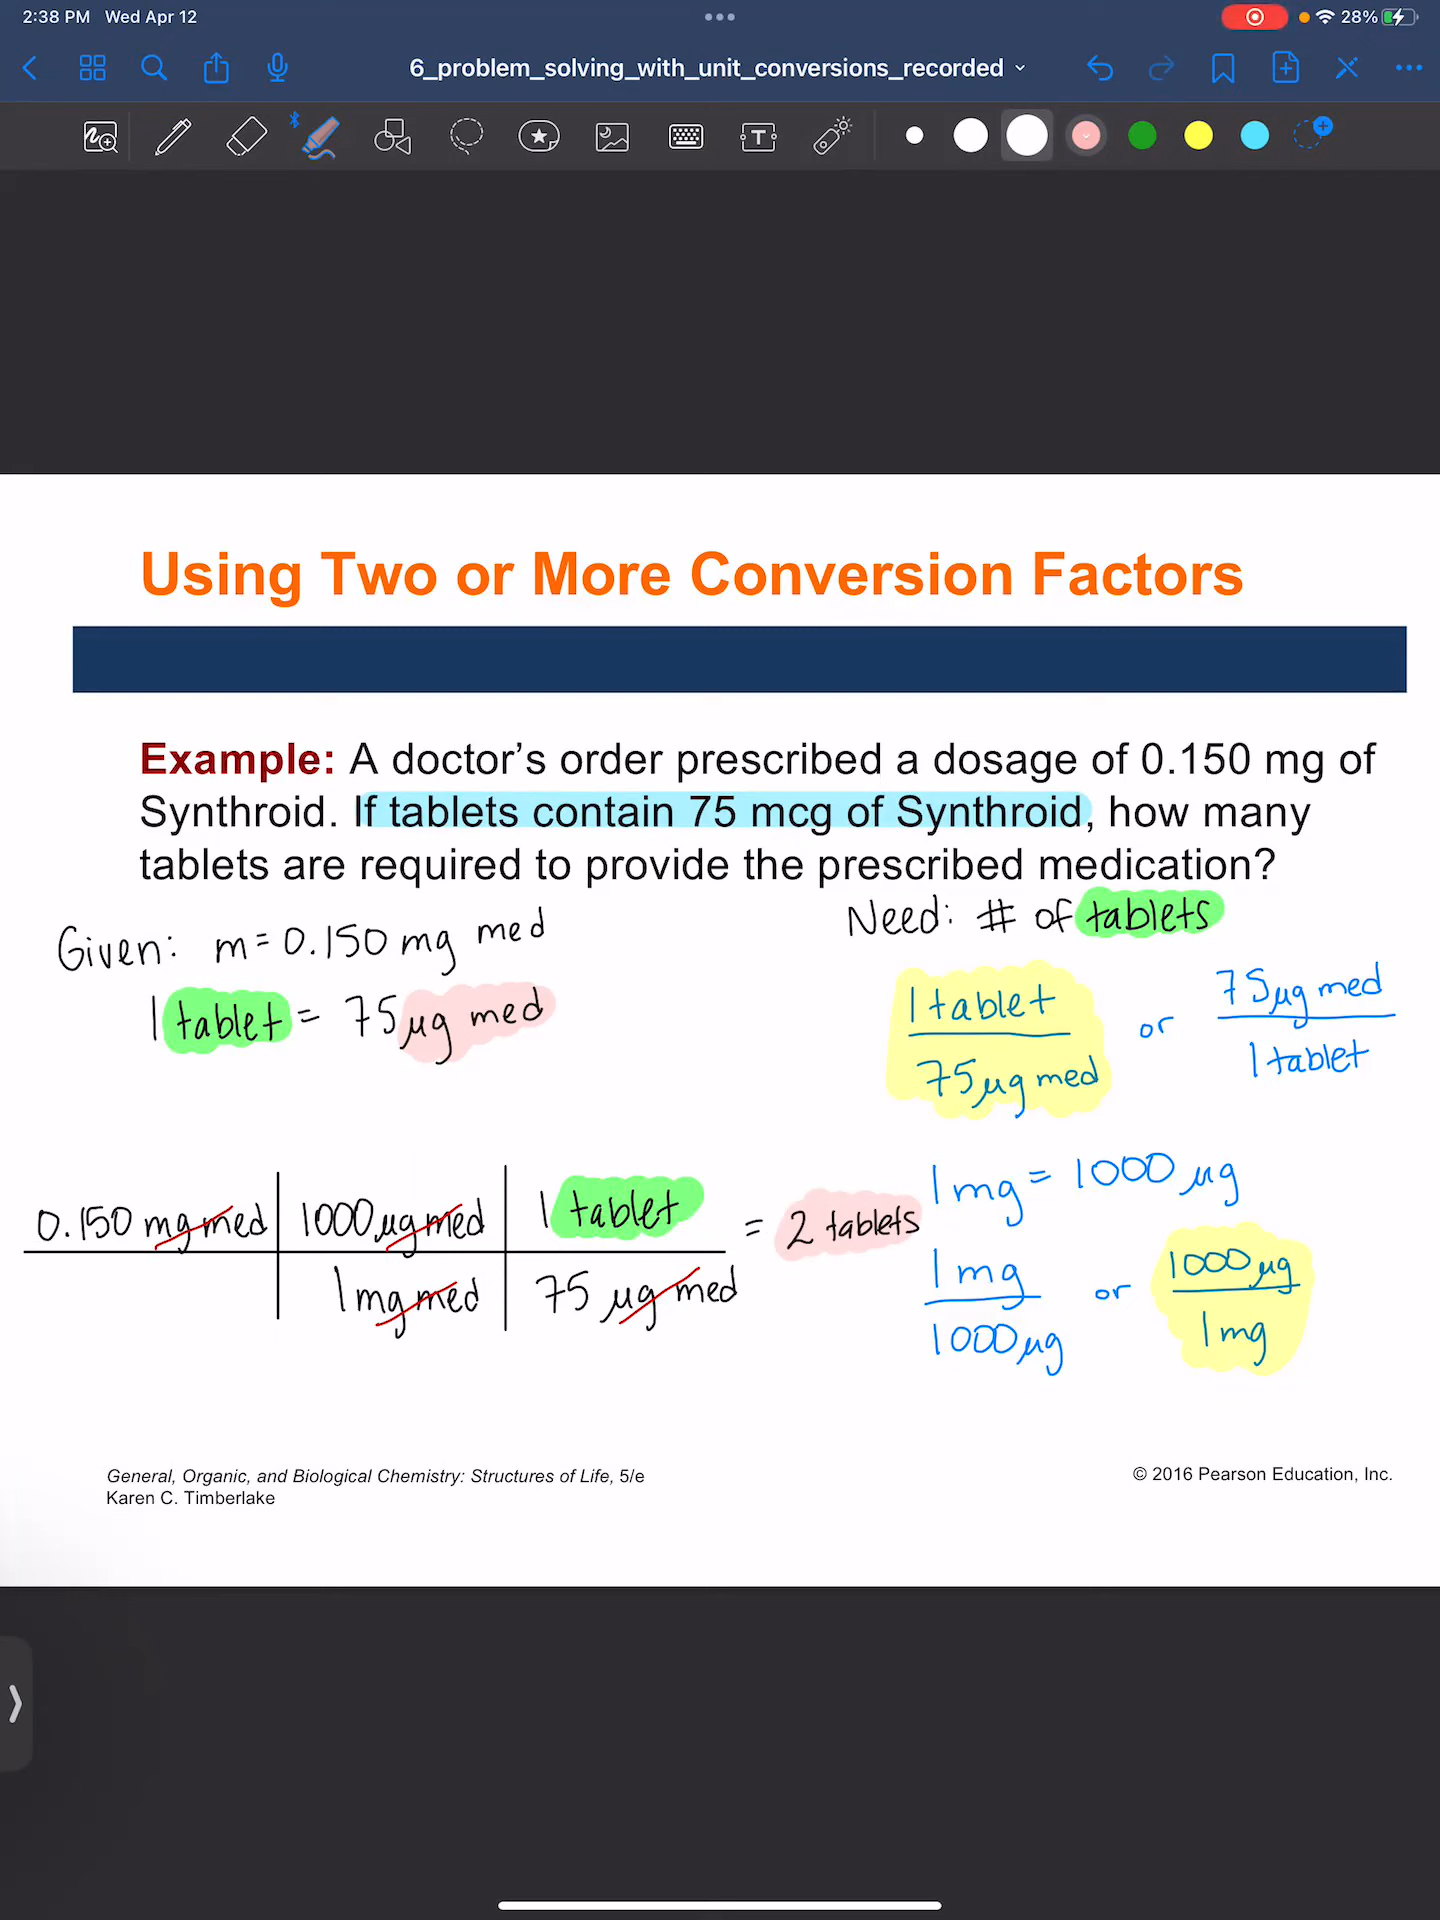 2:38 PM Wed Apr 12
28%
6_problem_solving_with_unit_conversions_recorded
T
Using Two or More Conversion Factors
Example: A doctor's order prescribed a dosage of 0.150 mg of
Synthroid. If tablets contain 75 mcg of Synthroid, how many
tablets are required to provide the prescribed medication?
Given: m = 0.150 mg med
1 tablet = 75 µg med
Need: # of tablets
1 tablet / 75 µg med or 75 µg med / 1 tablet
0.150 mg med | 1000 µg med | 1 tablet
1 mg med | 75 µg med
= 2 tablets
1 mg = 1000 µg
1 mg / 1000 µg or 1000 µg / 1 mg
General, Organic, and Biological Chemistry: Structures of Life, 5/e
Karen C. Timberlake
© 2016 Pearson Education, Inc.